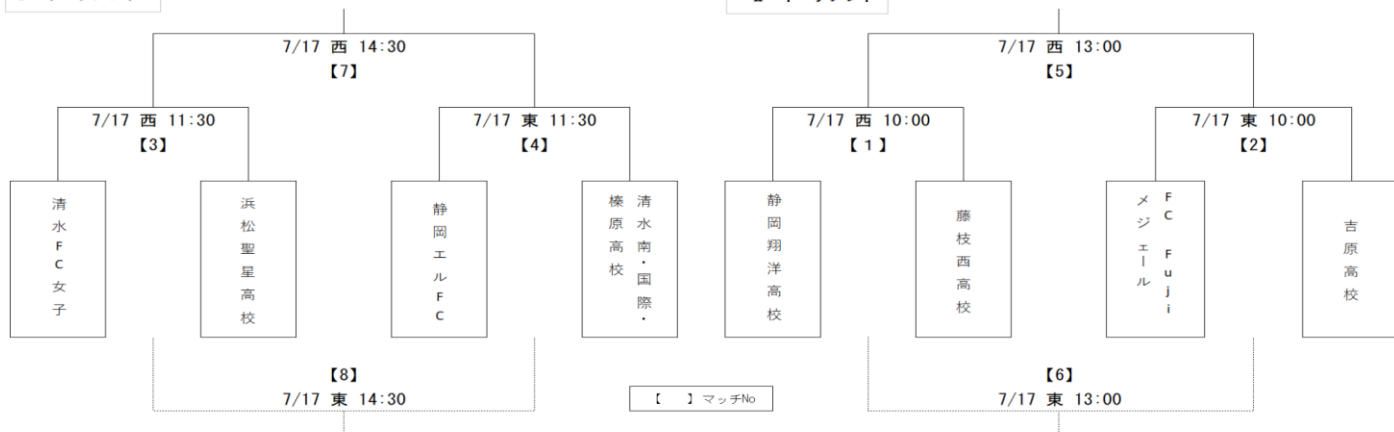 7/17 西 14:30
【7】
7/17 西 13:00
【5】
7/17 西 11:30
【3】
7/17 東 11:30
【4】
7/17 西 10:00
【1】
7/17 東 10:00
【2】
清水FC女子
浜松聖星高校
静岡エルFC
清水南・国際・
榛原高校
静岡翔洋高校
藤枝西高校
FC Fuji
メジェール
吉原高校
【8】
7/17 東 14:30
【 】マッチNo
【6】
7/17 東 13:00